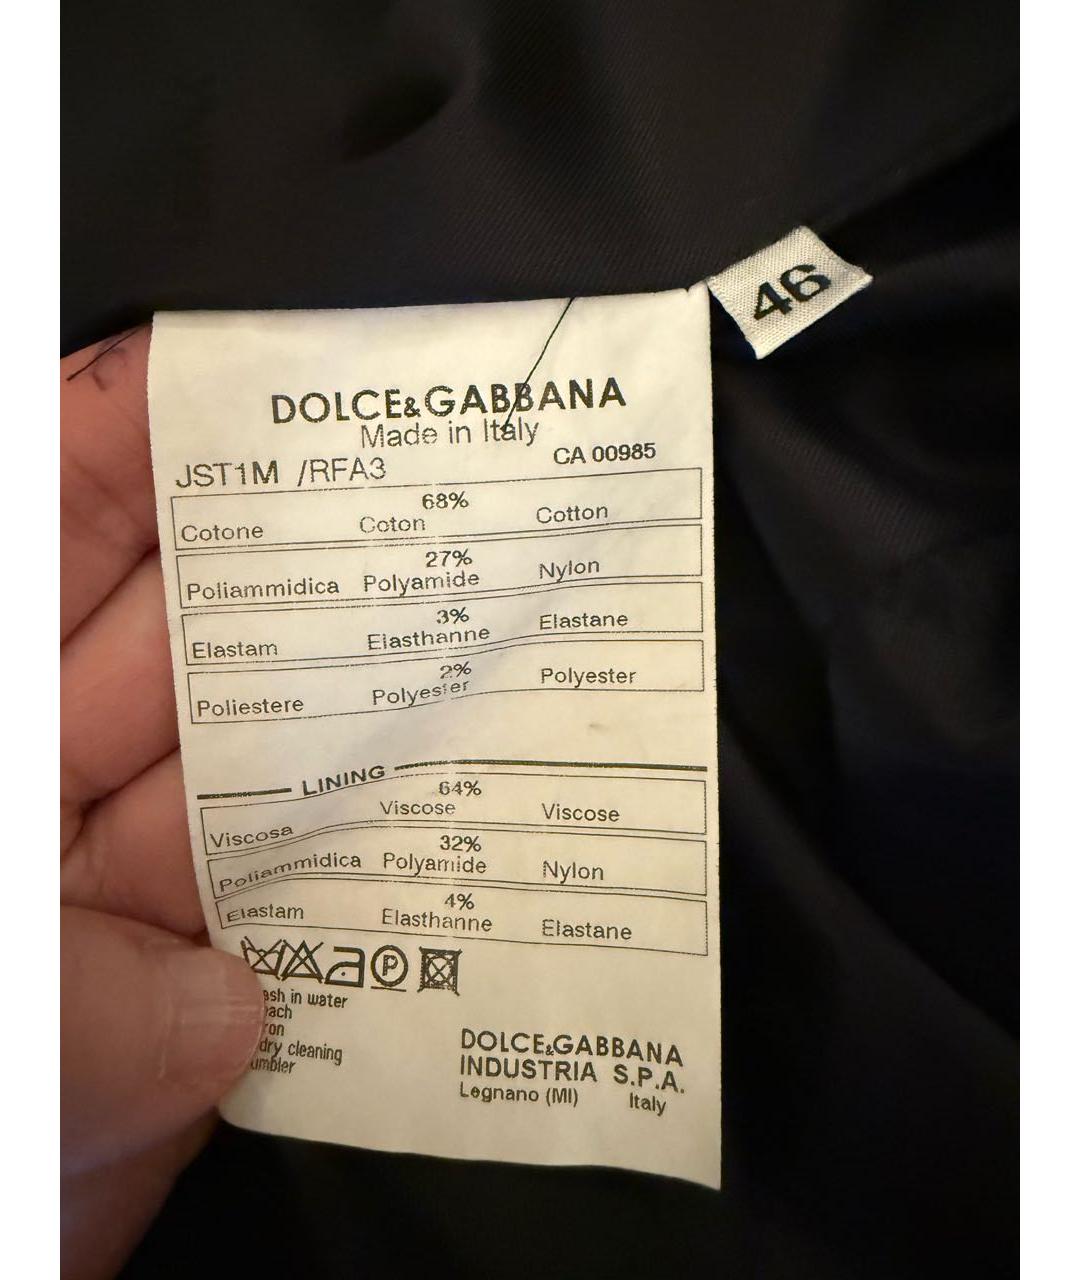 46
DOLCE&GABBANA
Made in Italy
JST1M /RFA3 CA 00985
68%
Cotone Coton Cotton
27%
Poliammidica Polyamide Nylon
3%
Elastam Elasthanne Elastane
2%
Poliestere Polyester Polyester
LINING
64%
Viscosa Viscose Viscose
32%
Poliammidica Polyamide Nylon
4%
Elastam Elasthanne Elastane
P
in water
dry cleaning
DOLCE&GABBANA
INDUSTRIA S.P.A.
Legnano (MI) Italy